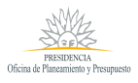 PRESIDENCIA
Oficina de Planeamiento y Presupuesto